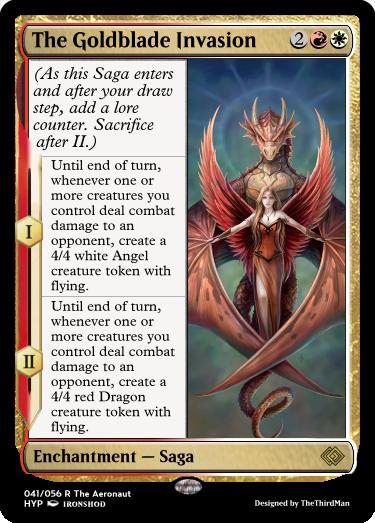 The Goldblade Invasion 2
(As this Saga enters
and after your draw
step, add a lore
counter. Sacrifice
after II.)
I
Until end of turn,
whenever one or
more creatures you
control deal combat
damage to an
opponent, create a
4/4 white Angel
creature token with
flying.
II
Until end of turn,
whenever one or
more creatures you
control deal combat
damage to an
opponent, create a
4/4 red Dragon
creature token with
flying.
Enchantment — Saga
041/056 R The Aeronaut
HYP IRONSHOD
Designed by TheThirdMan